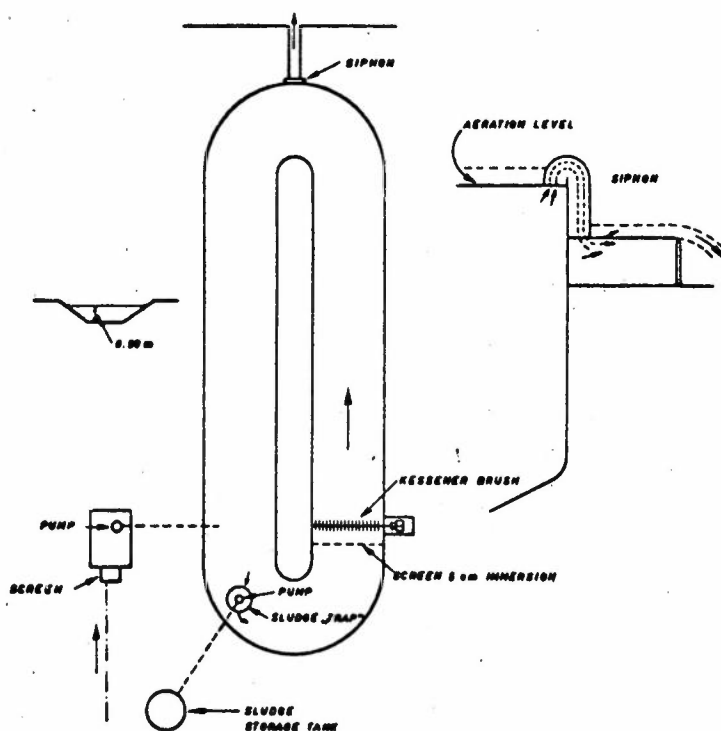 SIPHON
AERATION LEVEL
SIPHON
KESSENER BRUSH
PUMP
SCREEN
SCREEN 5 cm IMMERSION
PUMP
SLUDGE „TRAP"
SLUDGE
STORAGE TANK